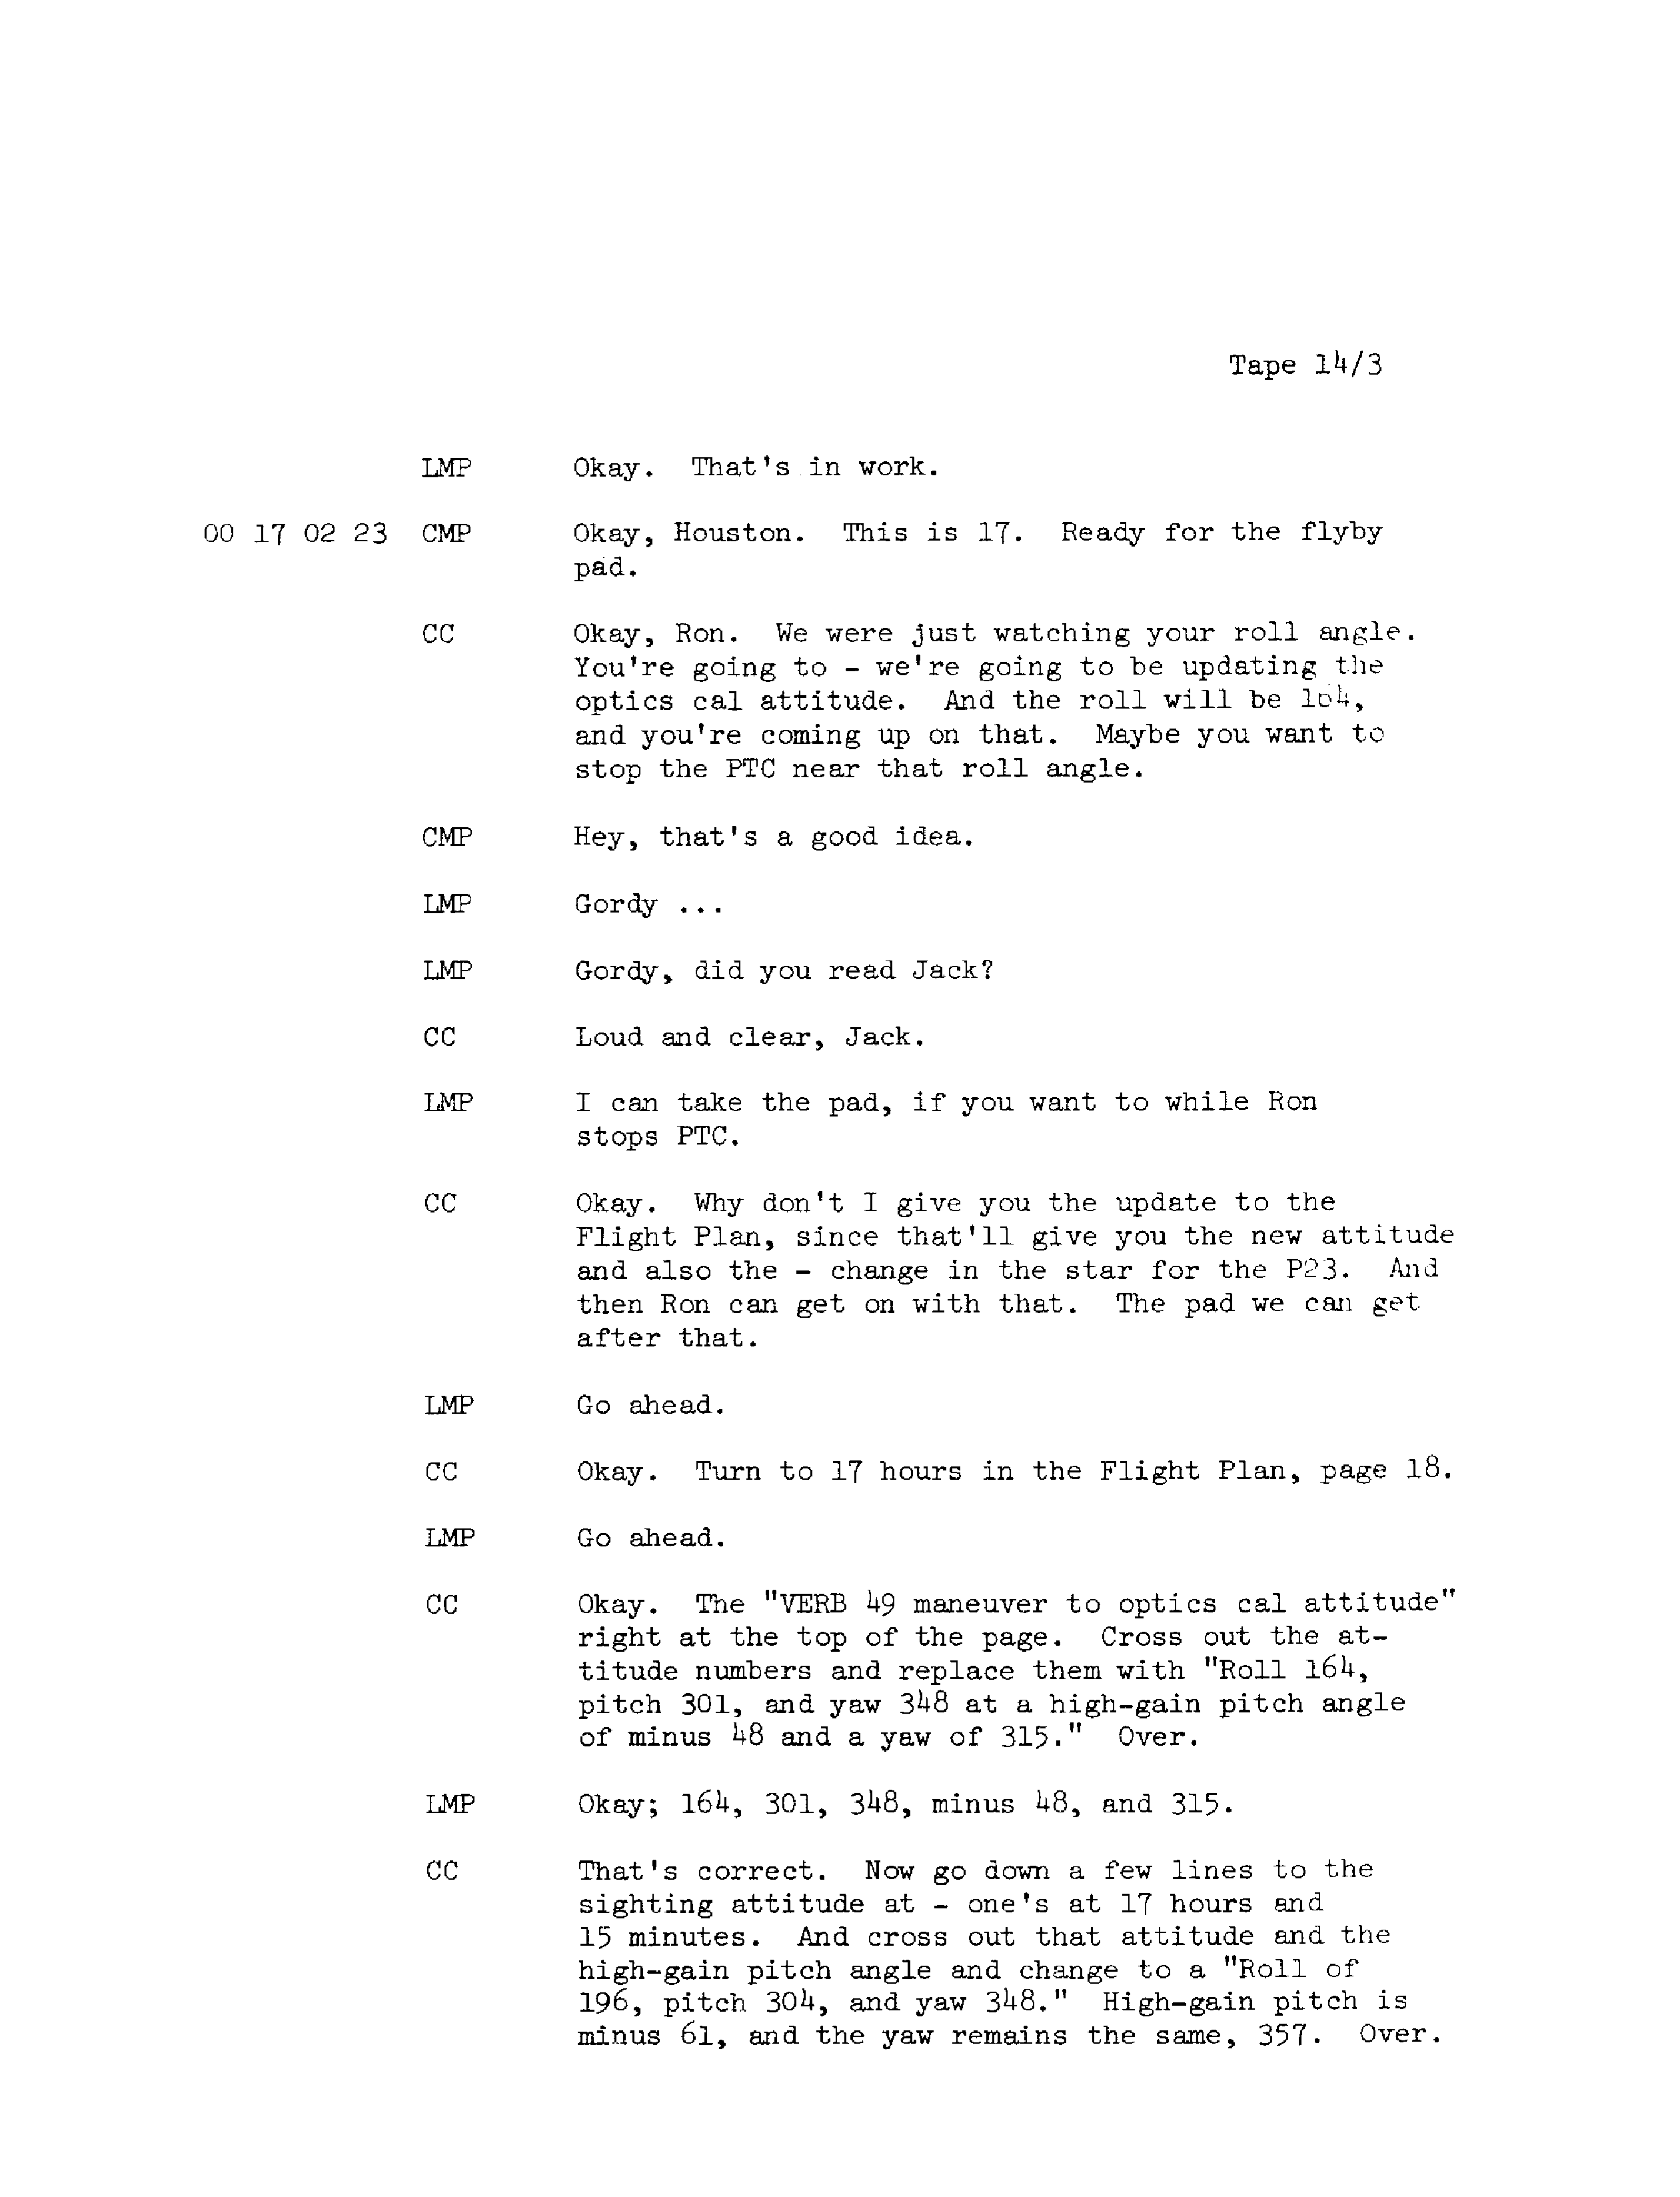 Tape 14/3
LMP Okay. That's in work.
00 17 02 23 CMP Okay, Houston. This is 17. Ready for the flyby
pad.
CC Okay, Ron. We were just watching your roll angle.
You're going to - we're going to be updating the
optics cal attitude. And the roll will be 164,
and you're coming up on that. Maybe you want to
stop the PTC near that roll angle.
CMP Hey, that's a good idea.
LMP Gordy ...
LMP Gordy, did you read Jack?
CC Loud and clear, Jack.
LMP I can take the pad, if you want to while Ron
stops PTC.
CC Okay. Why don't I give you the update to the
Flight Plan, since that'll give you the new attitude
and also the - change in the star for the P23. And
then Ron can get on with that. The pad we can get
after that.
LMP Go ahead.
CC Okay. Turn to 17 hours in the Flight Plan, page 18.
LMP Go ahead.
CC Okay. The "VERB 49 maneuver to optics cal attitude"
right at the top of the page. Cross out the at-
titude numbers and replace them with "Roll 164,
pitch 301, and yaw 348 at a high-gain pitch angle
of minus 48 and a yaw of 315." Over.
LMP Okay; 164, 301, 348, minus 48, and 315.
CC That's correct. Now go down a few lines to the
sighting attitude at - one's at 17 hours and
15 minutes. And cross out that attitude and the
high-gain pitch angle and change to a "Roll of
196, pitch 304, and yaw 348." High-gain pitch is
minus 61, and the yaw remains the same, 357. Over.